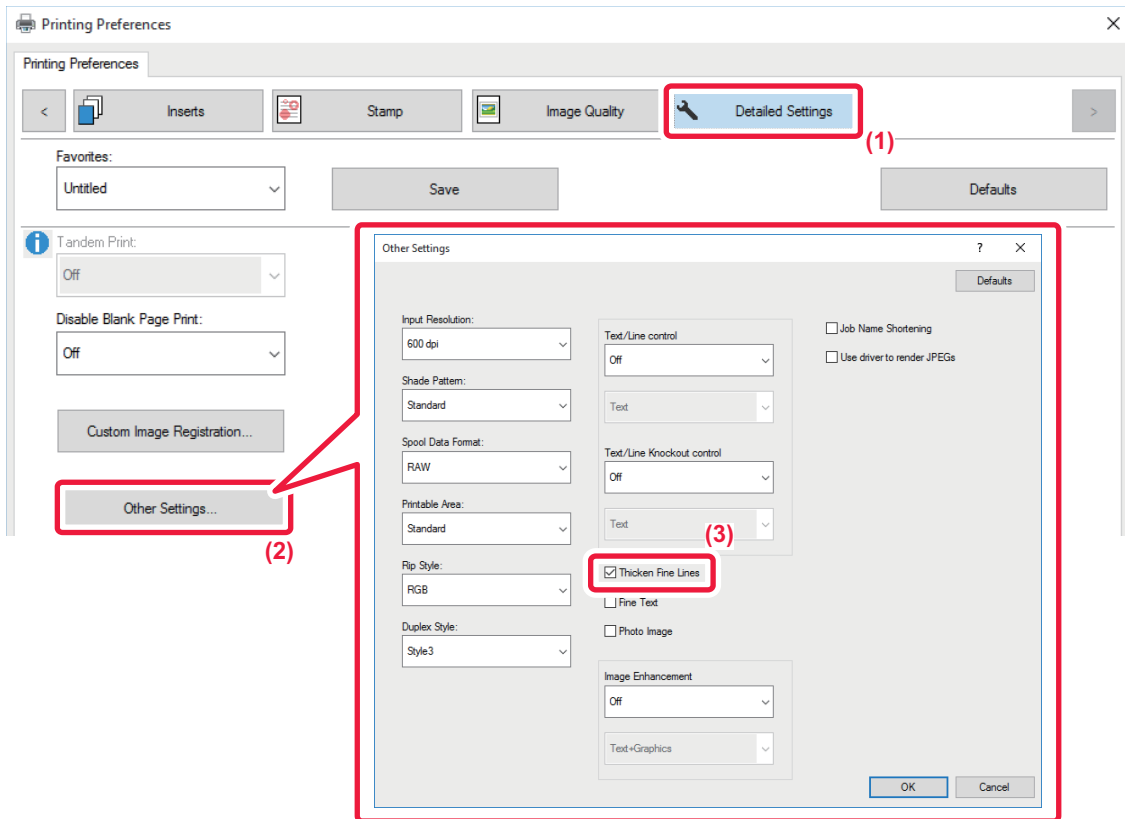 Printing Preferences
Printing Preferences
<
Inserts
Stamp
Image Quality
Detailed Settings
>
(1)
Favorites:
Untitled
Save
Defaults
Tandem Print:
Off
Disable Blank Page Print:
Off
Custom Image Registration...
Other Settings...
(2)
Other Settings
?
Defaults
Input Resolution:
600 dpi
Shade Pattern:
Standard
Spool Data Format:
RAW
Printable Area:
Standard
Rip Style:
RGB
Duplex Style:
Style3
Text/Line control
Off
Text
Text/Line Knockout control
Off
Text
(3)
Thicken Fine Lines
Fine Text
Photo Image
Image Enhancement
Off
Text+Graphics
Job Name Shortening
Use driver to render JPEGs
OK
Cancel